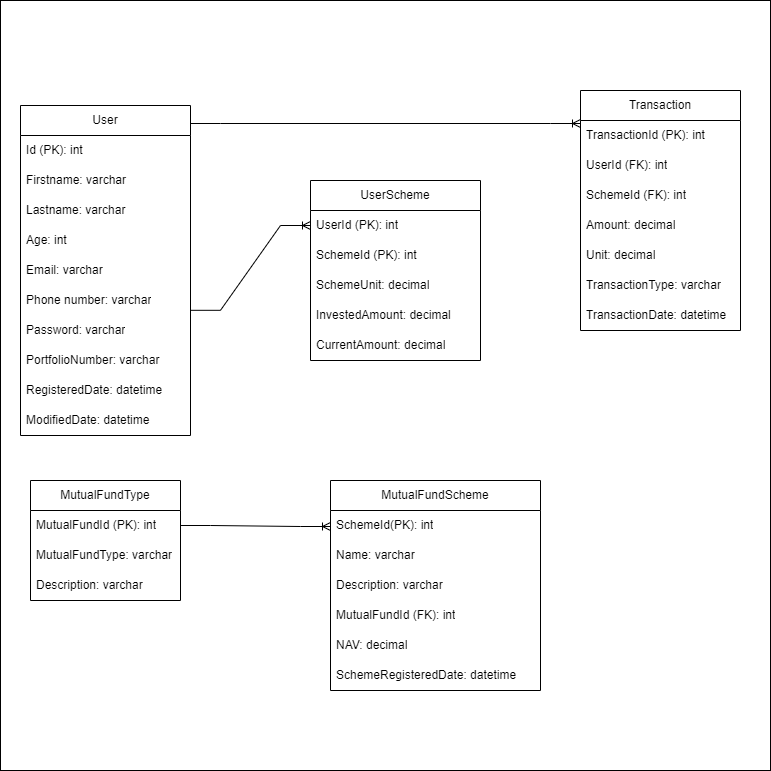 User
Id (PK): int
Firstname: varchar
Lastname: varchar
Age: int
Email: varchar
Phone number: varchar
Password: varchar
PortfolioNumber: varchar
RegisteredDate: datetime
ModifiedDate: datetime
UserScheme
UserId (PK): int
SchemeId (PK): int
SchemeUnit: decimal
InvestedAmount: decimal
CurrentAmount: decimal
Transaction
TransactionId (PK): int
UserId (FK): int
SchemeId (FK): int
Amount: decimal
Unit: decimal
TransactionType: varchar
TransactionDate: datetime
MutualFundType
MutualFundId (PK): int
MutualFundType: varchar
Description: varchar
MutualFundScheme
SchemeId(PK): int
Name: varchar
Description: varchar
MutualFundId (FK): int
NAV: decimal
SchemeRegisteredDate: datetime